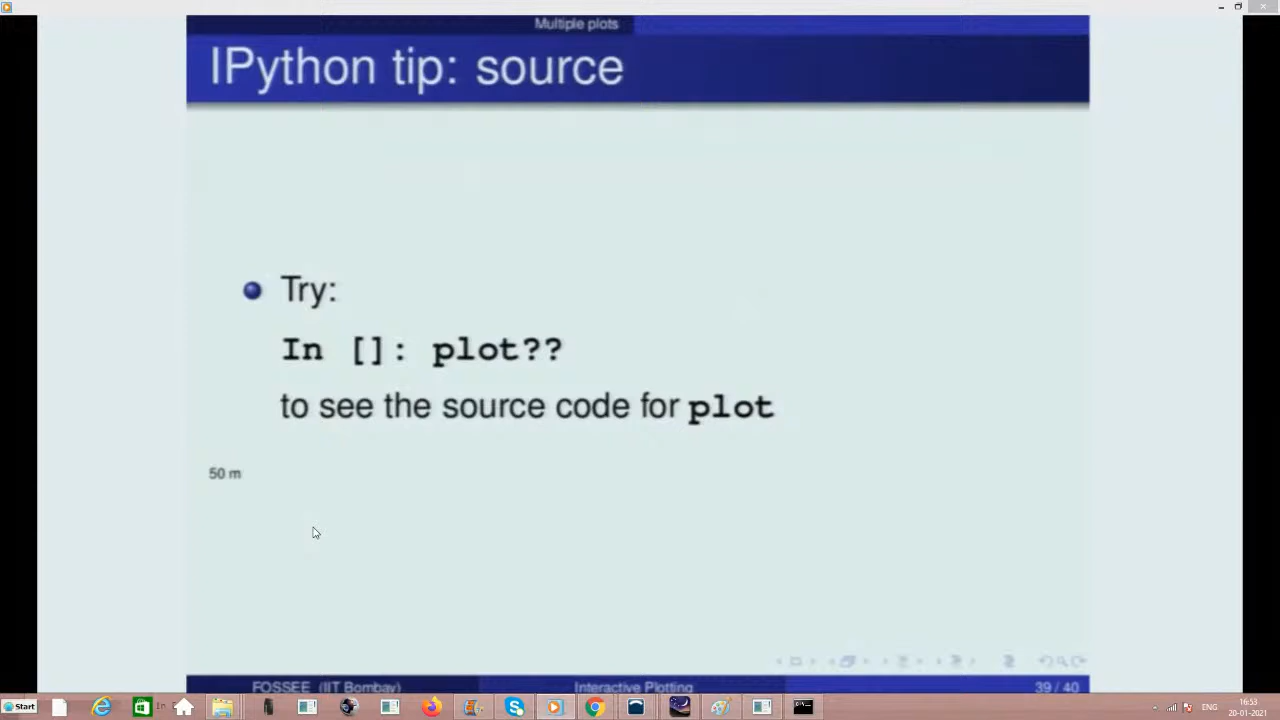 Multiple plots
IPython tip: source
Try:
In []: plot??
to see the source code for plot
50 m
FOSSEE (IIT Bombay)
Interactive Plotting
39 / 40
Start
ENG
16:53
20-01-2021